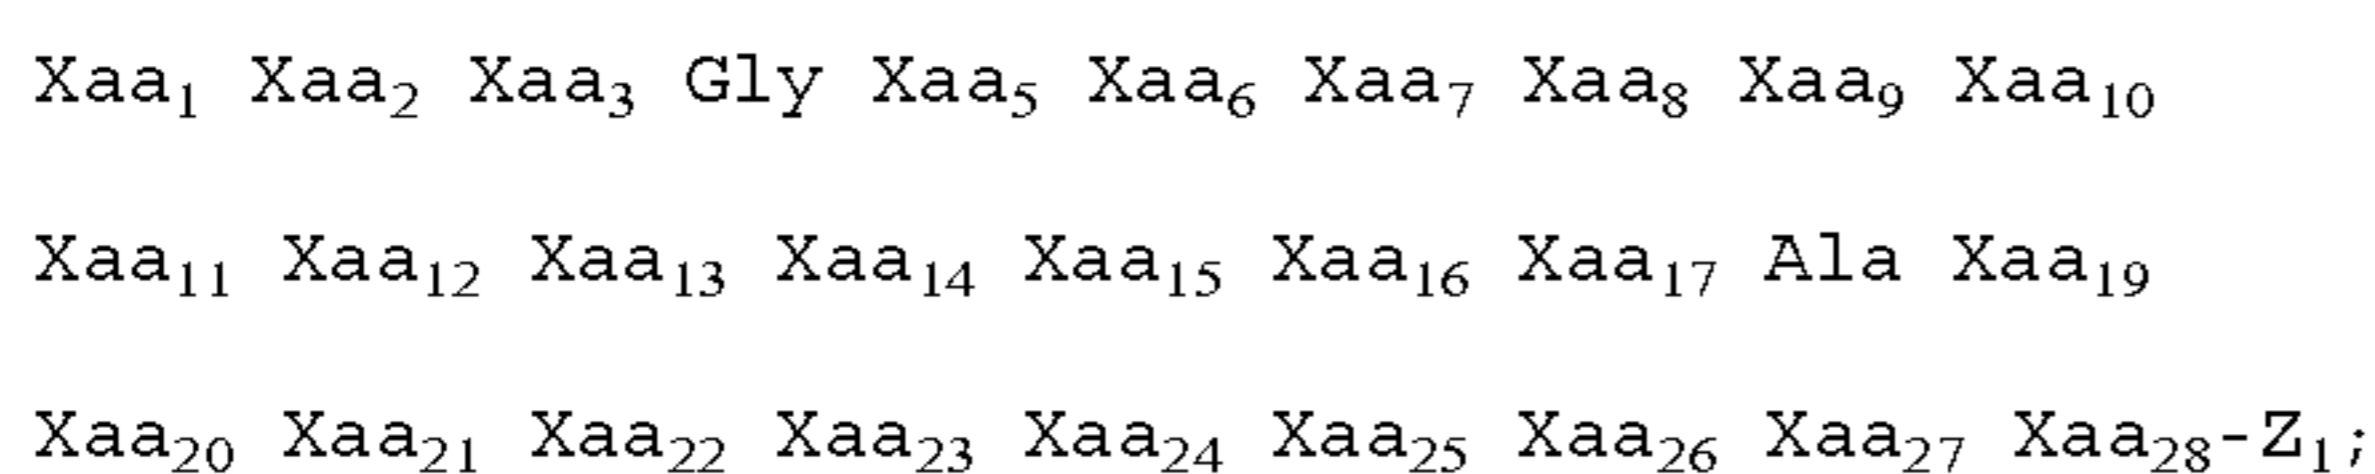 Xaa₁ Xaa₂ Xaa₃ Gly Xaa₅ Xaa₆ Xaa₇ Xaa₈ Xaa₉ Xaa₁₀
Xaa₁₁ Xaa₁₂ Xaa₁₃ Xaa₁₄ Xaa₁₅ Xaa₁₆ Xaa₁₇ Ala Xaa₁₉
Xaa₂₀ Xaa₂₁ Xaa₂₂ Xaa₂₃ Xaa₂₄ Xaa₂₅ Xaa₂₆ Xaa₂₇ Xaa₂₈-Z₁;